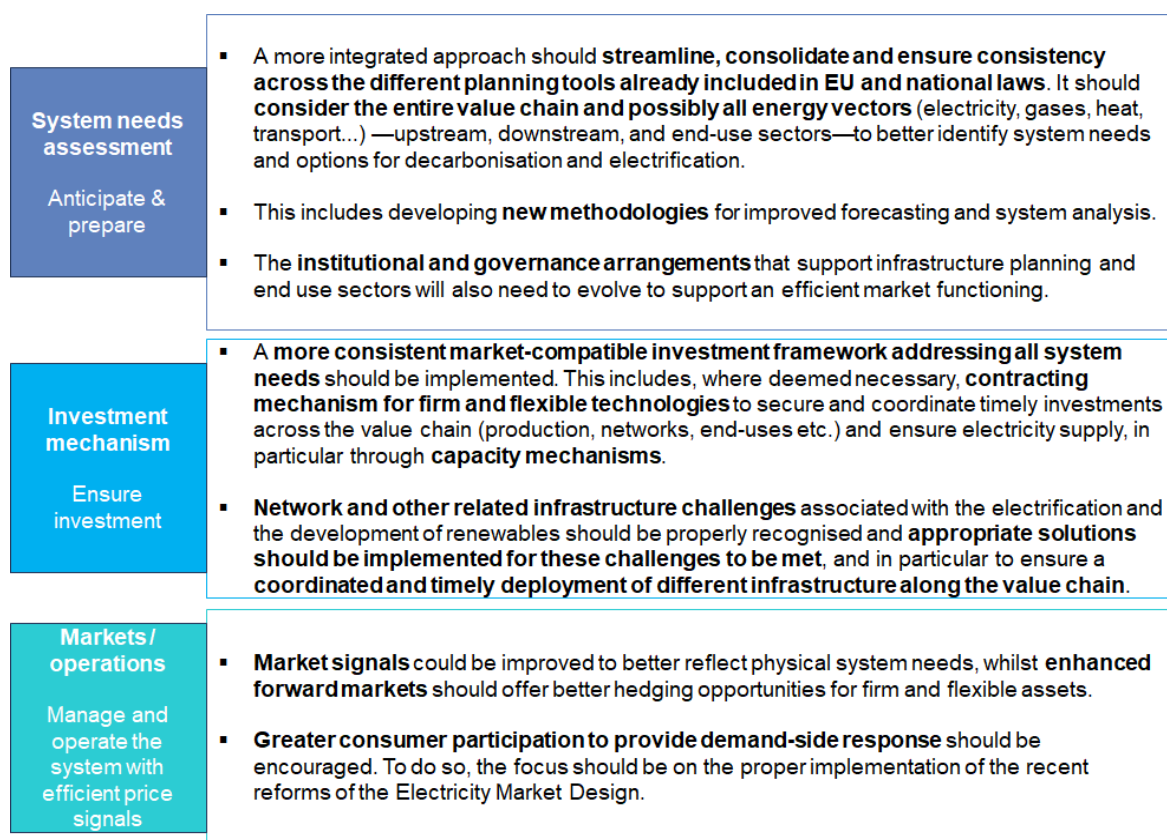 System needs
assessment
Anticipate &
prepare
▪ A more integrated approach should streamline, consolidate and ensure consistency
across the different planning tools already included in EU and national laws. It should
consider the entire value chain and possibly all energy vectors (electricity, gases, heat,
transport...) —upstream, downstream, and end-use sectors—to better identify system needs
and options for decarbonisation and electrification.
▪ This includes developing new methodologies for improved forecasting and system analysis.
▪ The institutional and governance arrangements that support infrastructure planning and
end use sectors will also need to evolve to support an efficient market functioning.
Investment
mechanism
Ensure
investment
▪ A more consistent market-compatible investment framework addressing all system
needs should be implemented. This includes, where deemed necessary, contracting
mechanism for firm and flexible technologies to secure and coordinate timely investments
across the value chain (production, networks, end-uses etc.) and ensure electricity supply, in
particular through capacity mechanisms.
▪ Network and other related infrastructure challenges associated with the electrification and
the development of renewables should be properly recognised and appropriate solutions
should be implemented for these challenges to be met, and in particular to ensure a
coordinated and timely deployment of different infrastructure along the value chain.
Markets/
operations
Manage and
operate the
system with
efficient price
signals
▪ Market signals could be improved to better reflect physical system needs, whilst enhanced
forward markets should offer better hedging opportunities for firm and flexible assets.
▪ Greater consumer participation to provide demand-side response should be
encouraged. To do so, the focus should be on the proper implementation of the recent
reforms of the Electricity Market Design.